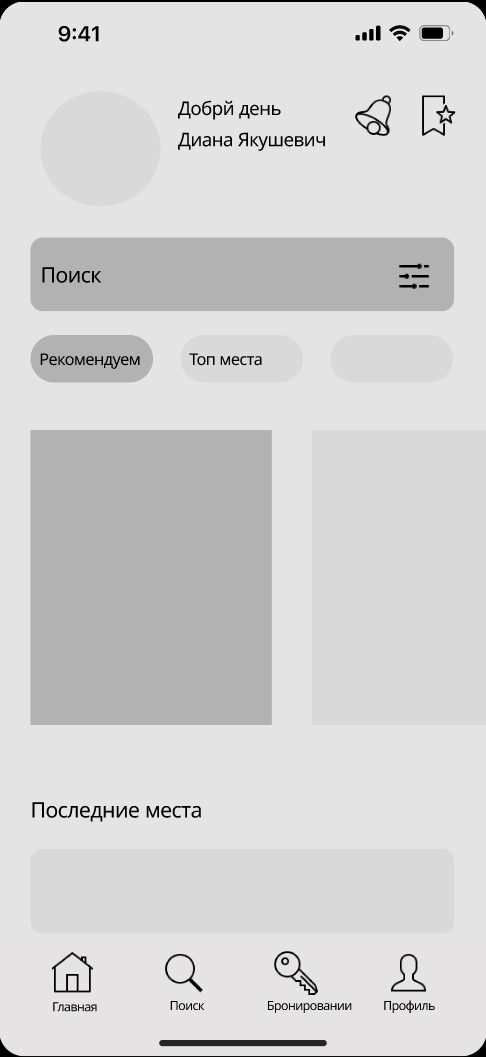 9:41
Добрй день
Диана Якушевич
Поиск
Рекомендуем
Топ места
Последние места
Главная
Поиск
Бронировании
Профиль